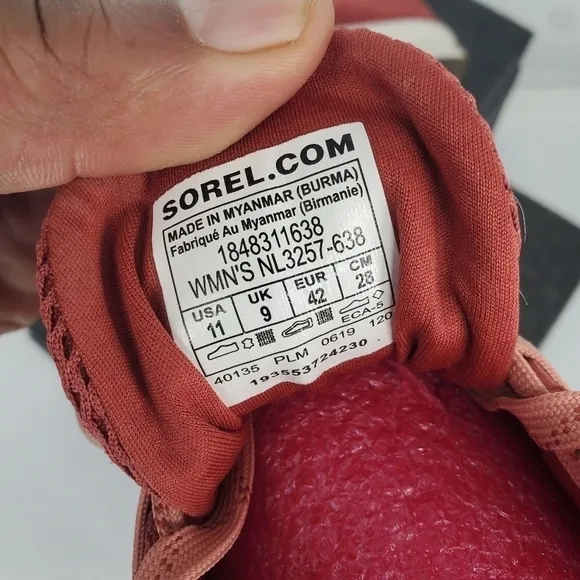 SOREL.COM
MADE IN MYANMAR (BURMA)
Fabriqué Au Myanmar (Birmanie)
1848311638
WMN'S NL3257-638
USA UK EUR CM
11 9 42 28
ECA-5
40135 PLM 0619 120
193553724230